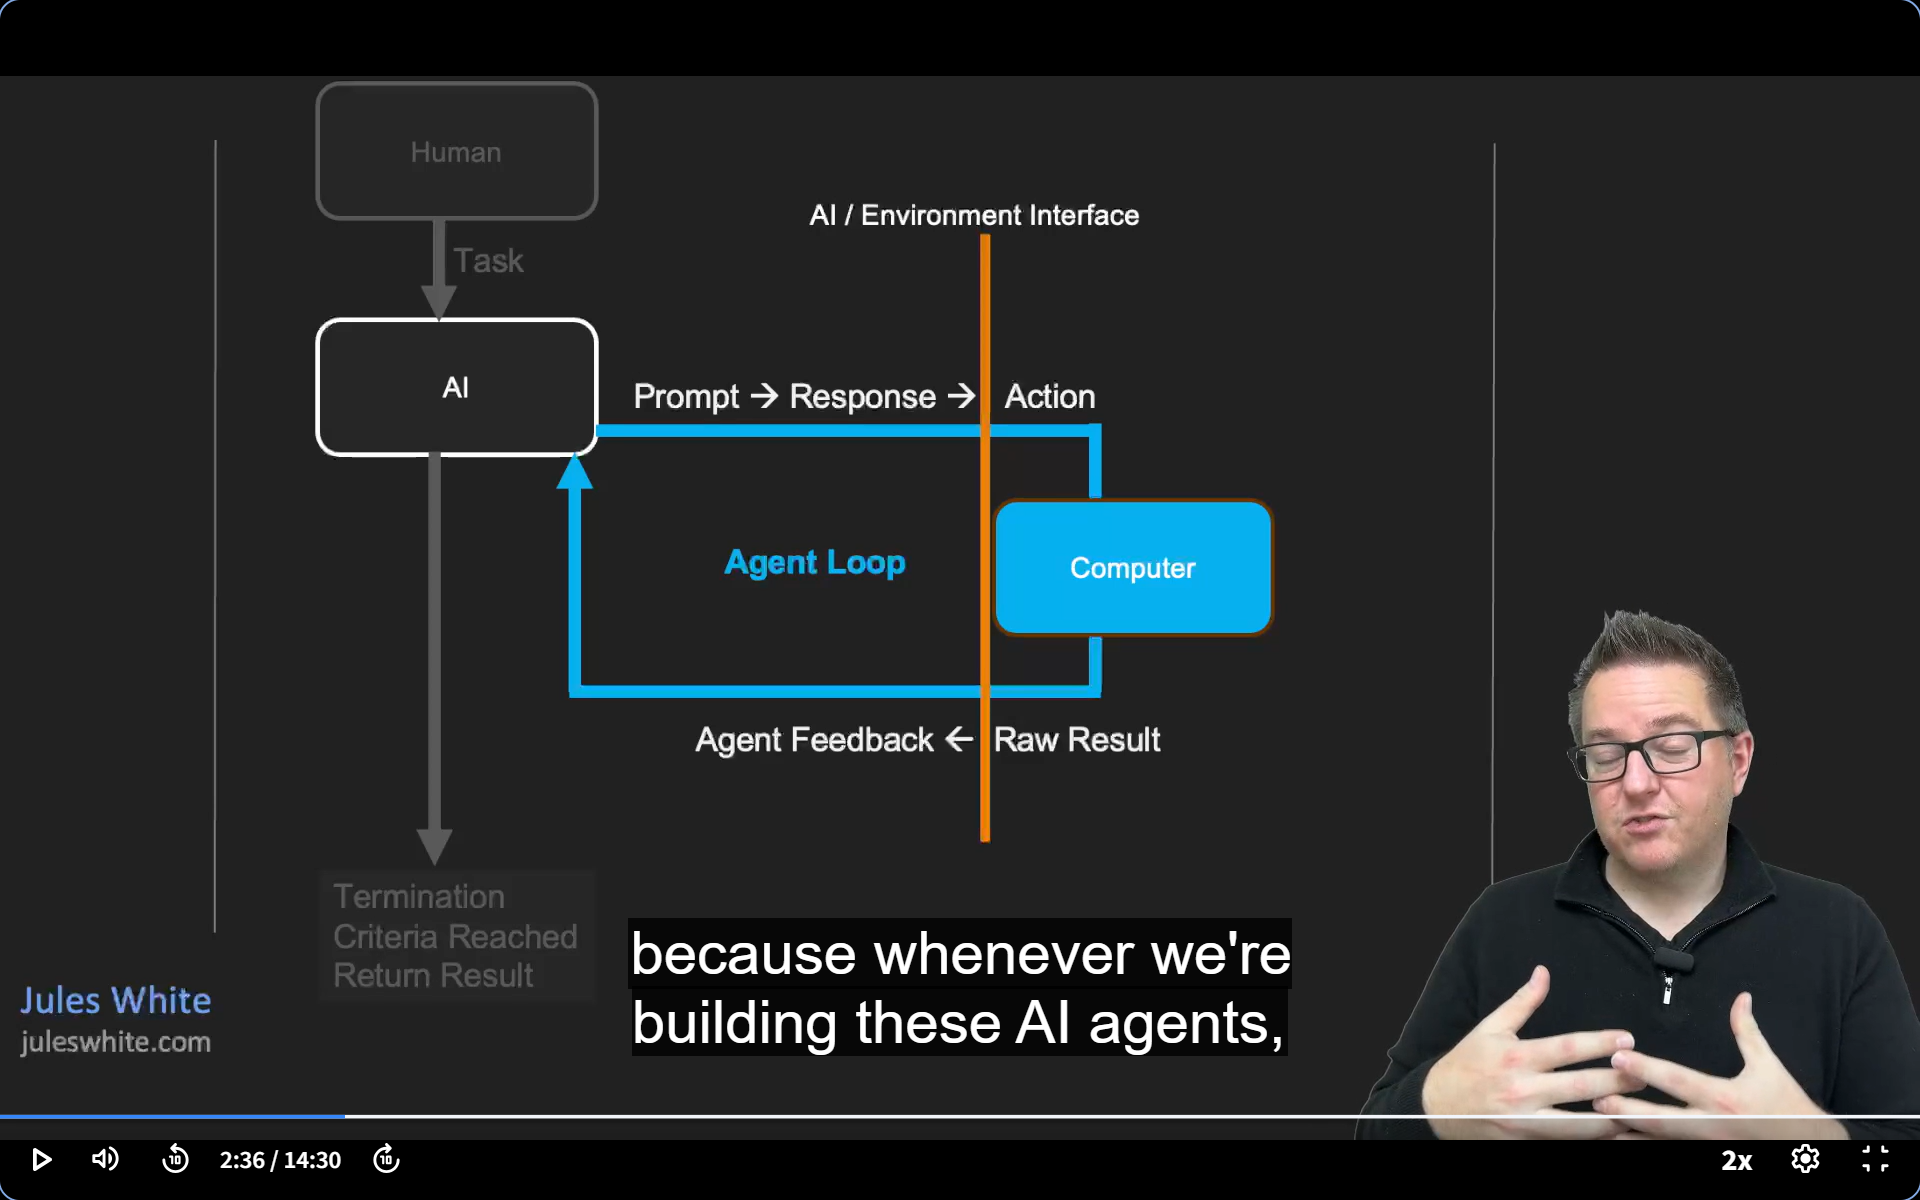 Human
Task
AI / Environment Interface
AI
Prompt → Response → Action
Agent Loop
Computer
Agent Feedback ← Raw Result
Termination
Criteria Reached
Return Result
because whenever we're
building these AI agents,
Jules White
juleswhite.com
10
2:36 / 14:30
10
2x